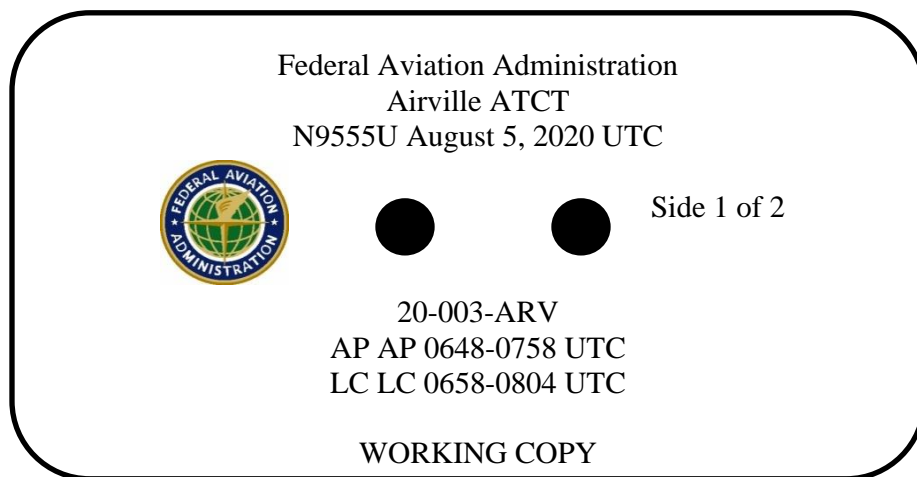 Federal Aviation Administration
Airville ATCT
N9555U August 5, 2020 UTC
FEDERAL AVIATION
ADMINISTRATION
Side 1 of 2
20-003-ARV
AP AP 0648-0758 UTC
LC LC 0658-0804 UTC
WORKING COPY